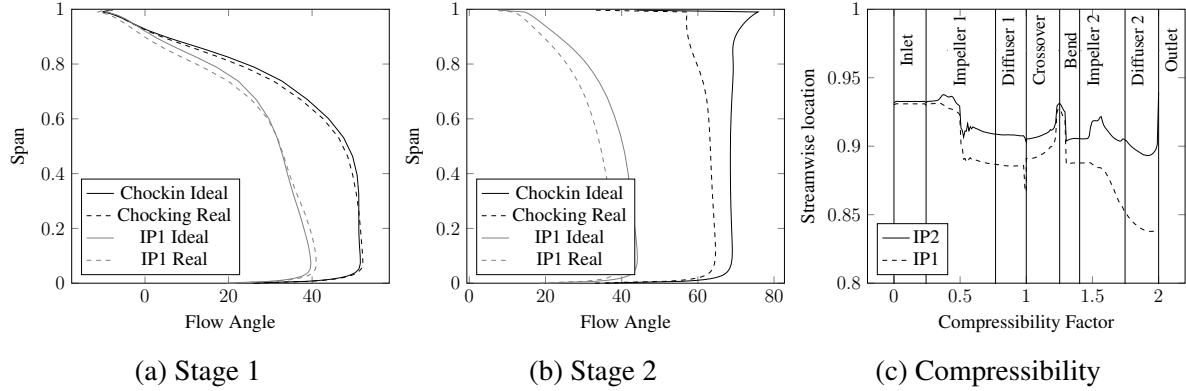 1
0.8
0.6
0.4
0.2
0
Span
Chockin Ideal
Chocking Real
IP1 Ideal
IP1 Real
0 20 40
Flow Angle
(a) Stage 1
1
0.8
0.6
0.4
0.2
0
Span
Chockin Ideal
Chocking Real
IP1 Ideal
IP1 Real
0 20 40 60 80
Flow Angle
(b) Stage 2
1
0.95
0.9
0.85
0.8
Streamwise location
Inlet
Impeller 1
Diffuser 1
Crossover
Bend
Impeller 2
Diffuser 2
Outlet
IP2
IP1
0 0.5 1 1.5 2
Compressibility Factor
(c) Compressibility